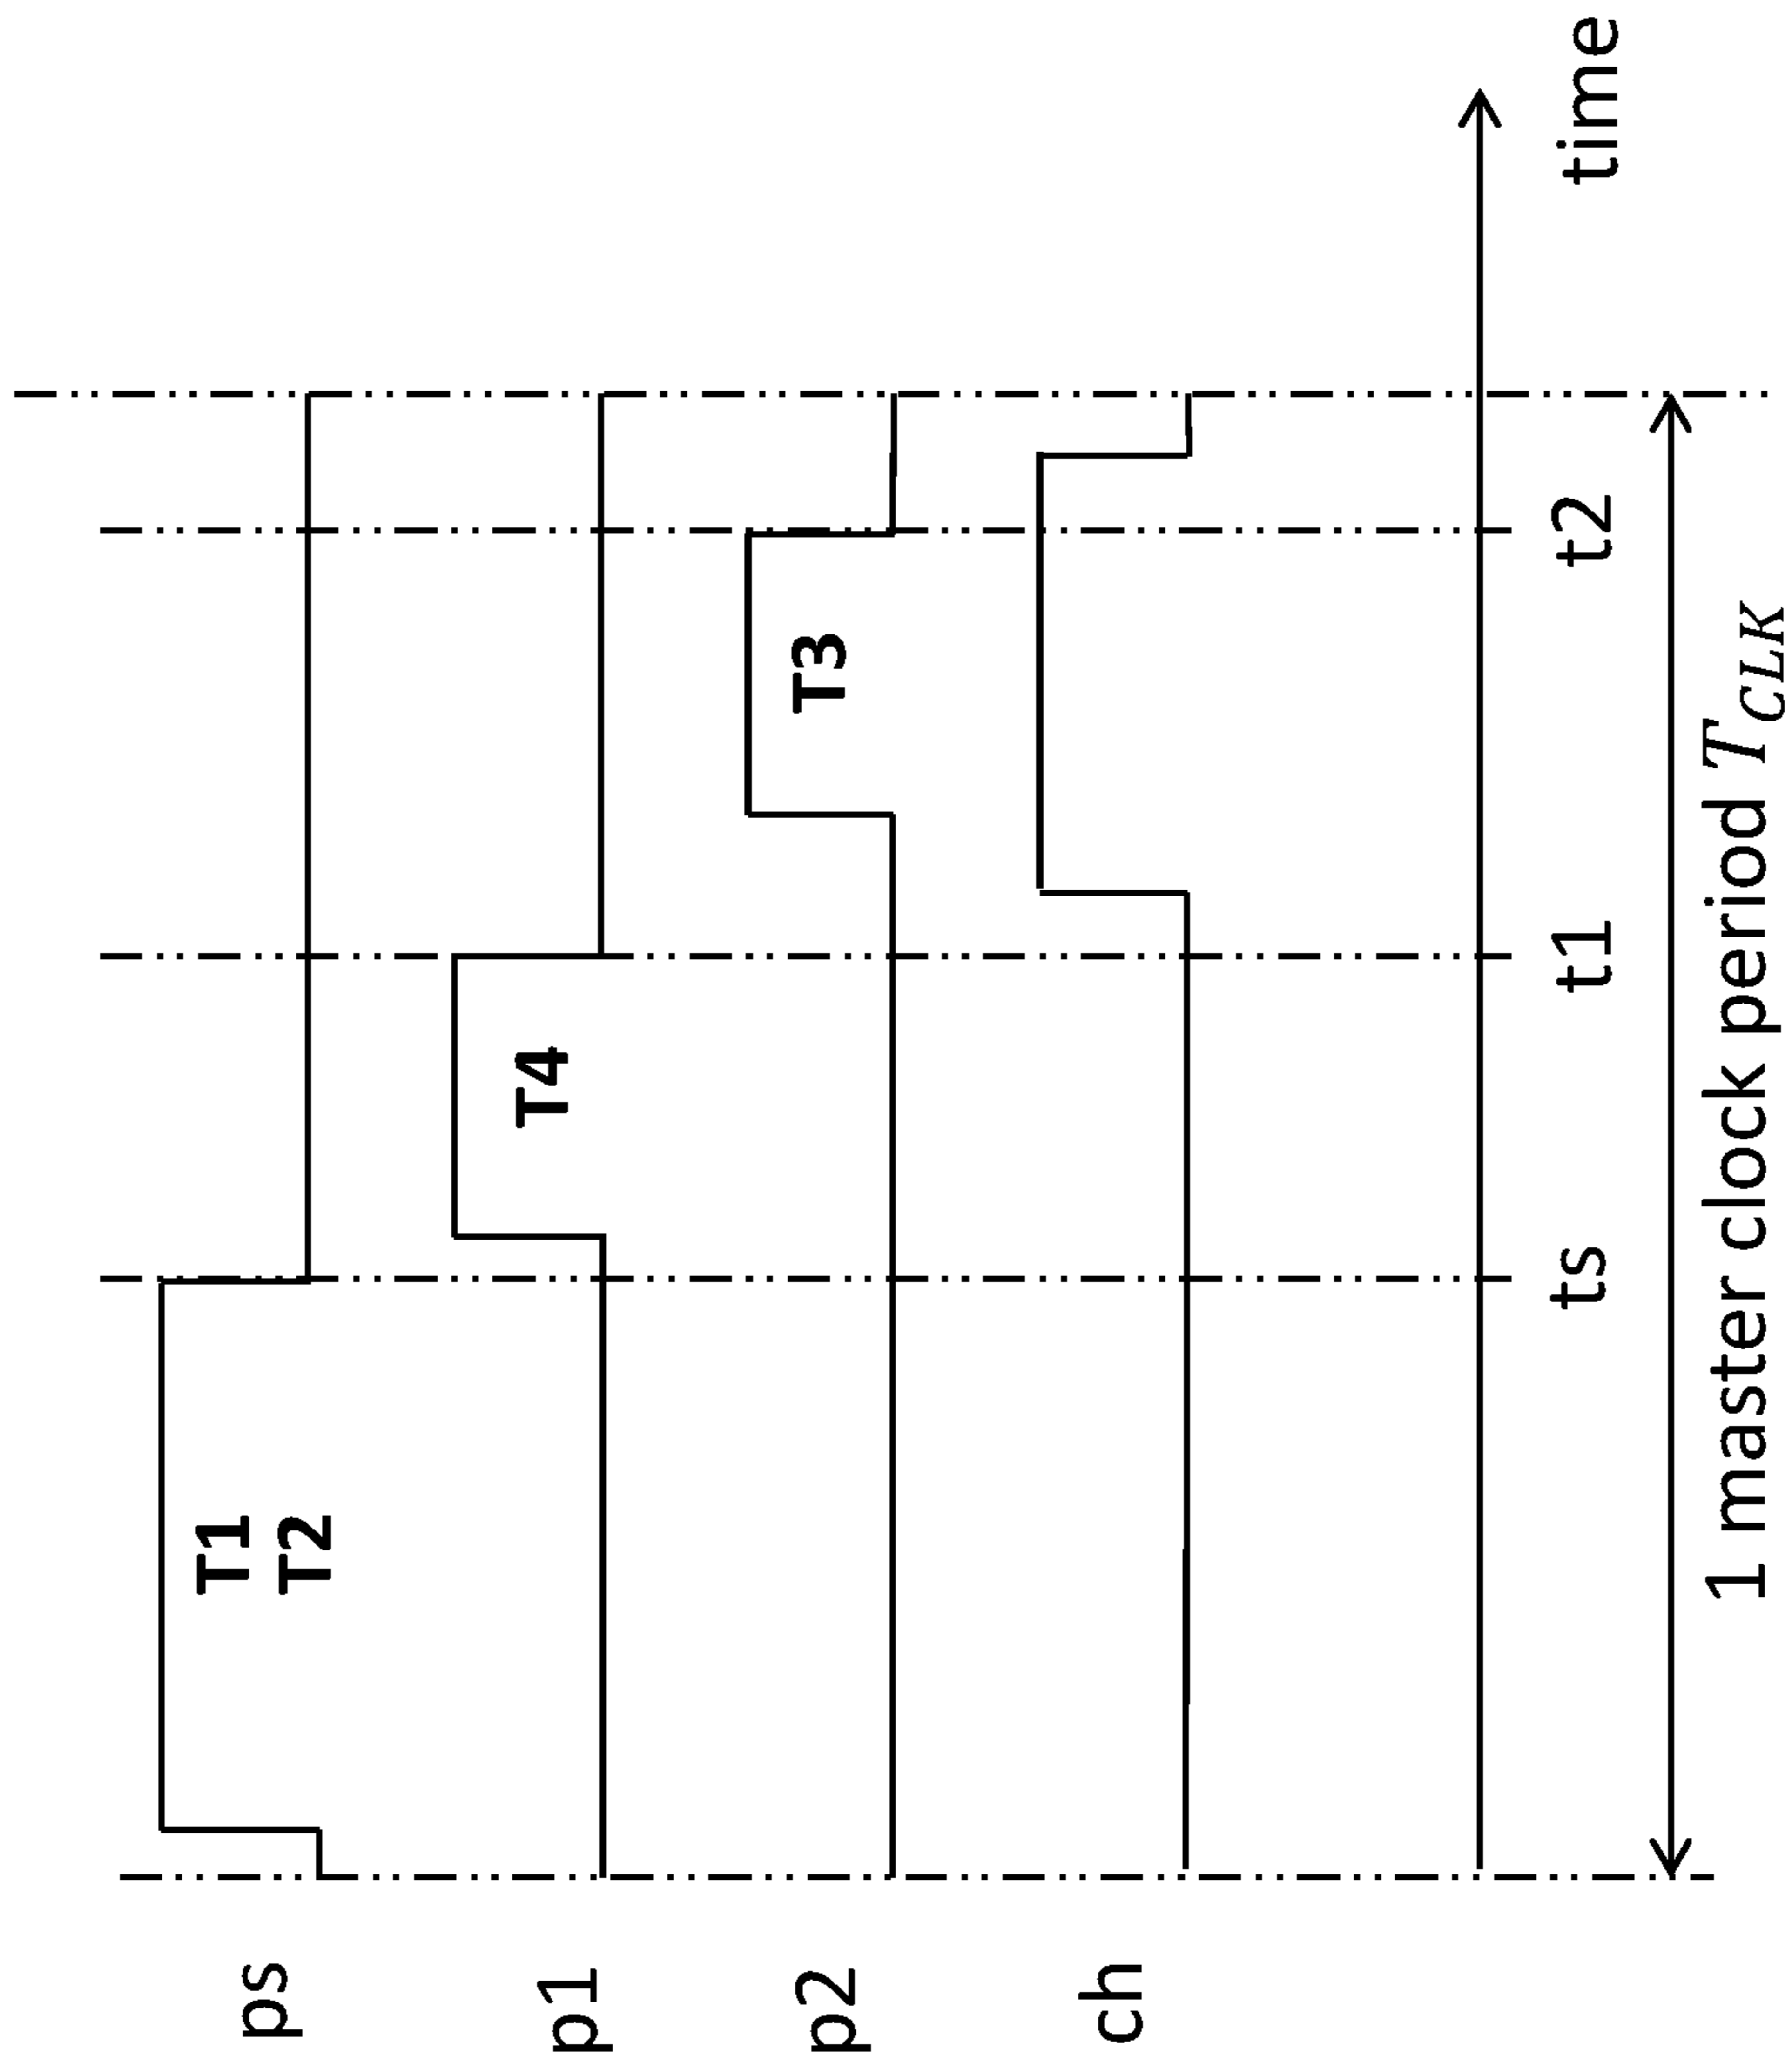 ps
T1
T2
p1
T4
p2
T3
ch
time
ts
t1
t2
1 master clock period T_CLK